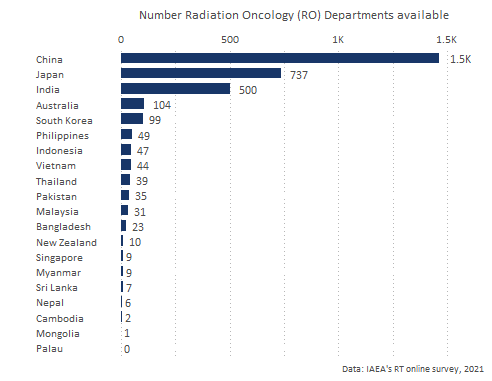 Number Radiation Oncology (RO) Departments available
0 500 1K 1.5K
China 1.5K
Japan 737
India 500
Australia 104
South Korea 99
Philippines 49
Indonesia 47
Vietnam 44
Thailand 39
Pakistan 35
Malaysia 31
Bangladesh 23
New Zealand 10
Singapore 9
Myanmar 9
Sri Lanka 7
Nepal 6
Cambodia 2
Mongolia 1
Palau 0
Data: IAEA's RT online survey, 2021